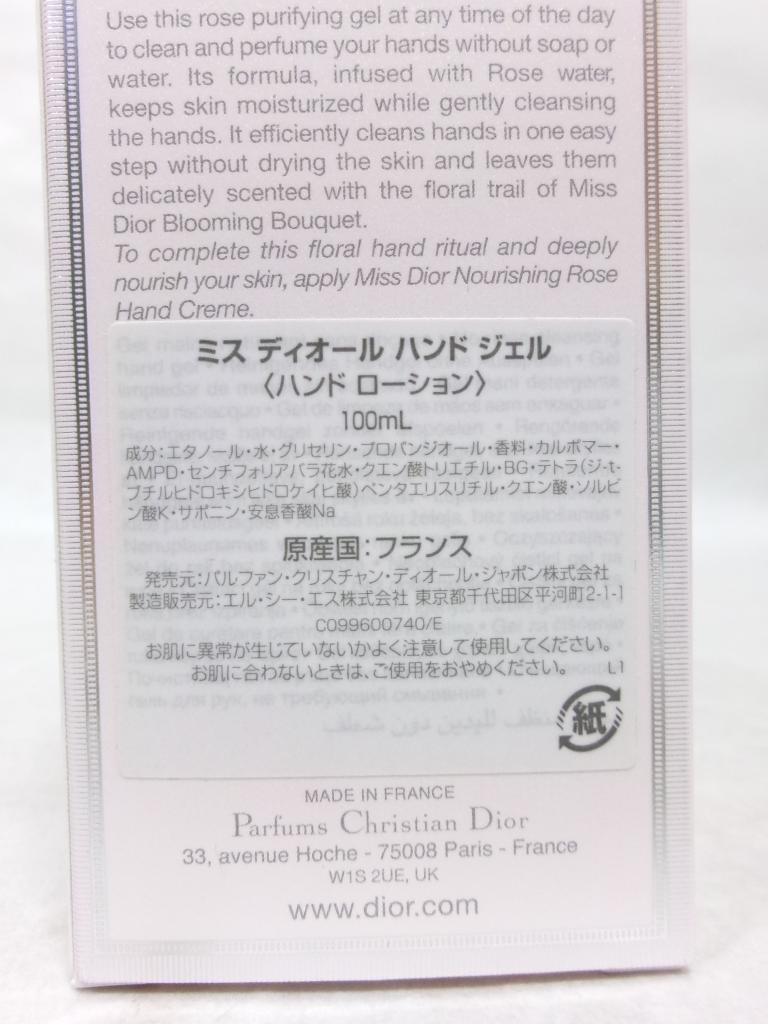 Use this rose purifying gel at any time of the day
to clean and perfume your hands without soap or
water. Its formula, infused with Rose water,
keeps skin moisturized while gently cleansing
the hands. It efficiently cleans hands in one easy
step without drying the skin and leaves them
delicately scented with the floral trail of Miss
Dior Blooming Bouquet.
To complete this floral hand ritual and deeply
nourish your skin, apply Miss Dior Nourishing Rose
Hand Creme.
ミス ディオール ハンド ジェル
〈ハンド ローション〉
100mL
成分：エタノール・水・グリセリン・プロパンジオール・香料・カルボマー・
AMPD・センチフォリアバラ花水・クエン酸トリエチル・BG・テトラ(ジ-t-
ブチルヒドロキシヒドロケイヒ酸)ペンタエリスリチル・クエン酸・ソルビ
ン酸K・サポニン・安息香酸Na
原産国：フランス
発売元：パルファン・クリスチャン・ディオール・ジャポン株式会社
製造販売元：エル・シー・エス株式会社 東京都千代田区平河町2-1-1
C099600740/E
お肌に異常が生じていないかよく注意して使用してください。
お肌に合わないときは、ご使用をおやめください。 L1
紙
MADE IN FRANCE
Parfums Christian Dior
33, avenue Hoche - 75008 Paris - France
W1S 2UE, UK
www.dior.com